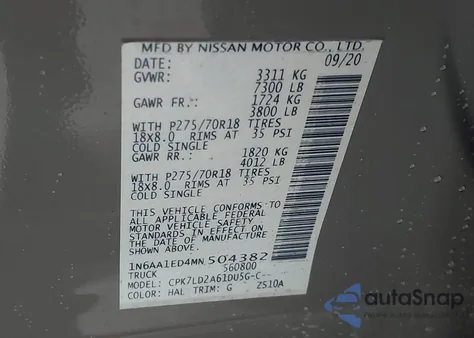 MFD BY NISSAN MOTOR CO., LTD.
DATE: 09/20
GVWR: 3311 KG
7300 LB
GAWR FR.: 1724 KG
3800 LB
WITH P275/70R18 TIRES
18x8.0 RIMS AT 35 PSI
COLD SINGLE
GAWR RR.: 1820 KG
4012 LB
WITH P275/70R18 TIRES
18x8.0 RIMS AT 35 PSI
COLD SINGLE
THIS VEHICLE CONFORMS TO
ALL APPLICABLE FEDERAL
MOTOR VEHICLE SAFETY
STANDARDS IN EFFECT ON
THE DATE OF MANUFACTURE
SHOWN ABOVE.
1N6AA1ED4MN504382
560800
MODEL: CPK7LD2A61DU5G-C--
COLOR: HAL TRIM: G ZS10A
autoSnap